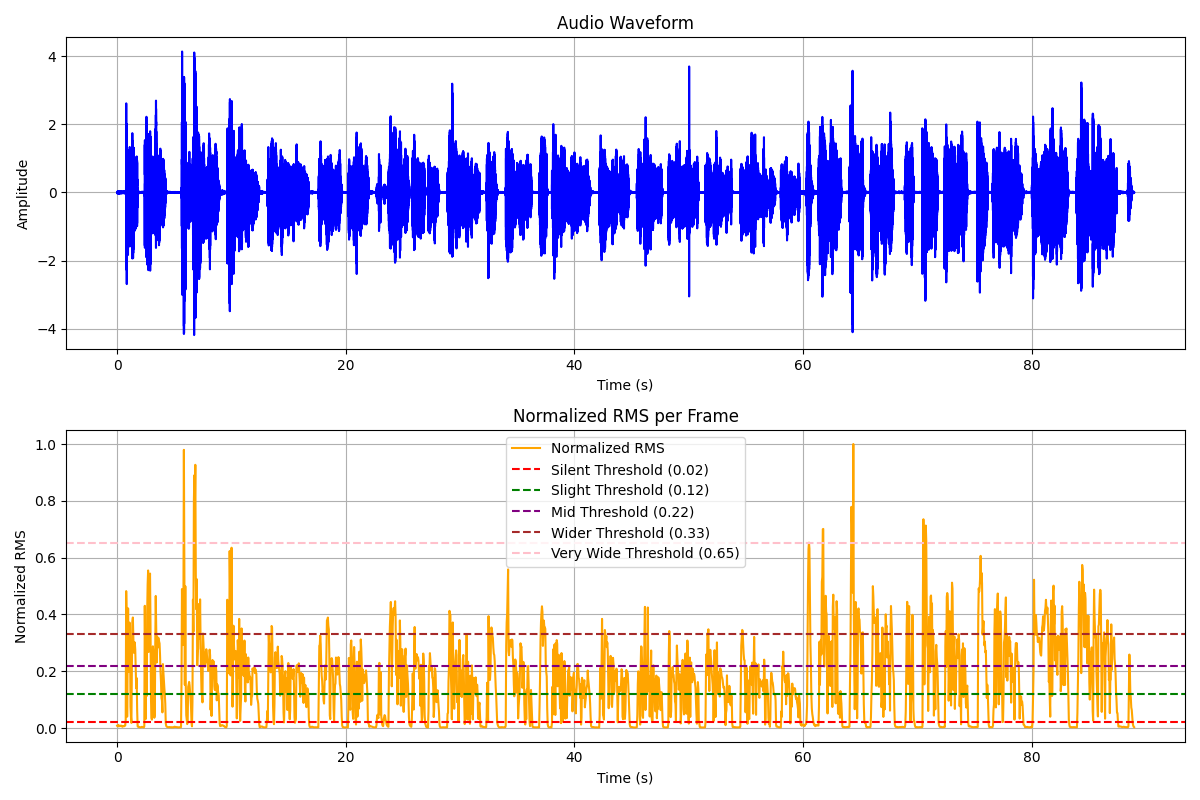 Audio Waveform
4
2
0
−2
−4
Amplitude
0 20 40 60 80
Time (s)
Normalized RMS per Frame
1.0
0.8
0.6
0.4
0.2
0.0
Normalized RMS
Normalized RMS
Silent Threshold (0.02)
Slight Threshold (0.12)
Mid Threshold (0.22)
Wider Threshold (0.33)
Very Wide Threshold (0.65)
0 20 40 60 80
Time (s)